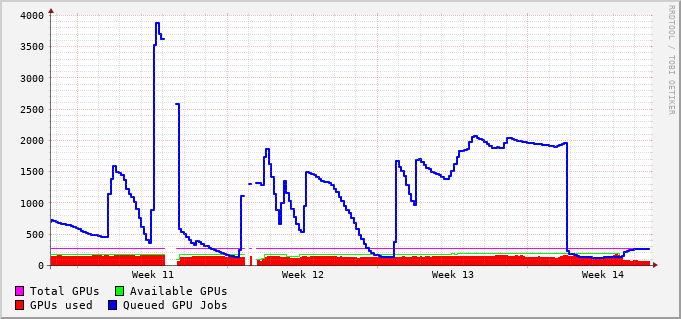 4000
3500
3000
2500
2000
1500
1000
500
0
Week 11 Week 12 Week 13 Week 14
Total GPUs Available GPUs
GPUs used Queued GPU Jobs
RRDTOOL / TOBI OETIKER